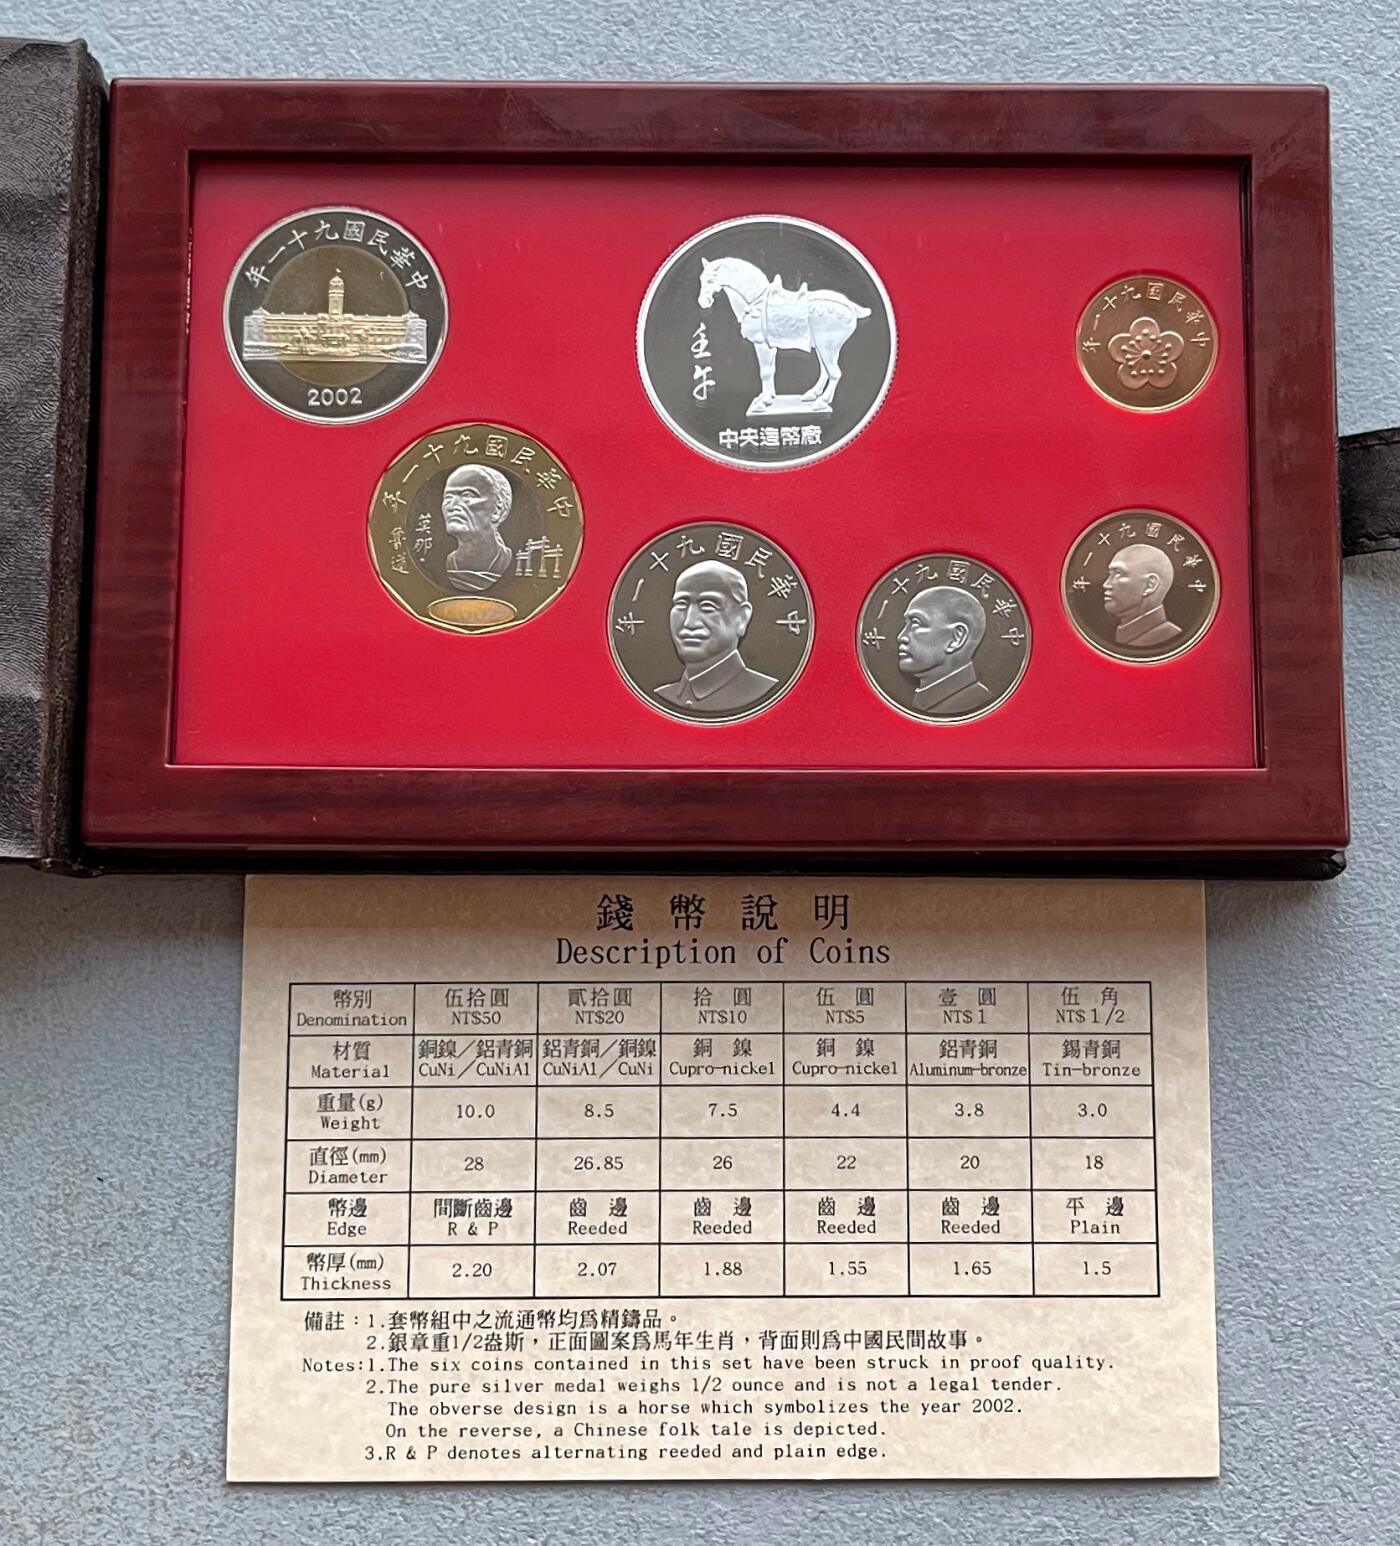 中華民國九十一年
2002
中華民國九十一年
莫那
魯道
壬午
中央造幣廠
中華民國九十一年
中華民國九十一年
中華民國九十一年
中華民國九十一年
錢幣說明
Description of Coins
幣別 伍拾圓 貳拾圓 拾圓 伍圓 壹圓 伍角
Denomination NT$50 NT$20 NT$10 NT$5 NT$1 NT$1/2
材質 銅鎳／鋁青銅 鋁青銅／銅鎳 銅鎳 銅鎳 鋁青銅 錫青銅
Material CuNi／CuNiAl CuNiAl／CuNi Cupro-nickel Cupro-nickel Aluminum-bronze Tin-bronze
重量(g) 10.0 8.5 7.5 4.4 3.8 3.0
Weight
直徑(mm) 28 26.85 26 22 20 18
Diameter
幣邊 間斷齒邊 齒邊 齒邊 齒邊 齒邊 平邊
Edge R & P Reeded Reeded Reeded Reeded Plain
幣厚(mm) 2.20 2.07 1.88 1.55 1.65 1.5
Thickness
備註：1.套幣組中之流通幣均為精鑄品。
2.銀章重1/2盎斯，正面圖案為馬年生肖，背面則為中國民間故事。
Notes:1.The six coins contained in this set have been struck in proof quality.
2.The pure silver medal weighs 1/2 ounce and is not a legal tender.
The obverse design is a horse which symbolizes the year 2002.
On the reverse, a Chinese folk tale is depicted.
3.R & P denotes alternating reeded and plain edge.